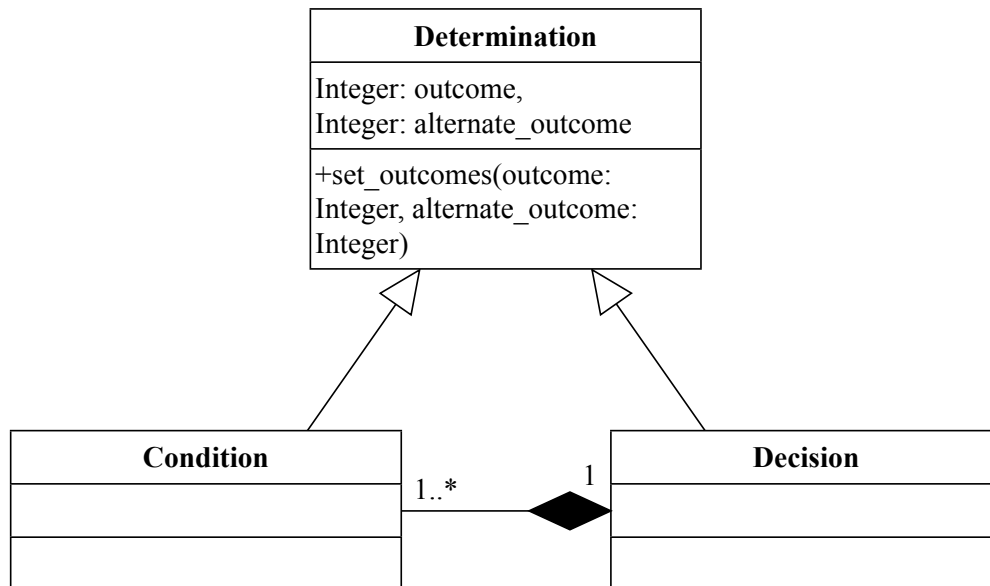 Determination
Integer: outcome,
Integer: alternate_outcome
+set_outcomes(outcome:
Integer, alternate_outcome:
Integer)
Condition
1..*
1
Decision